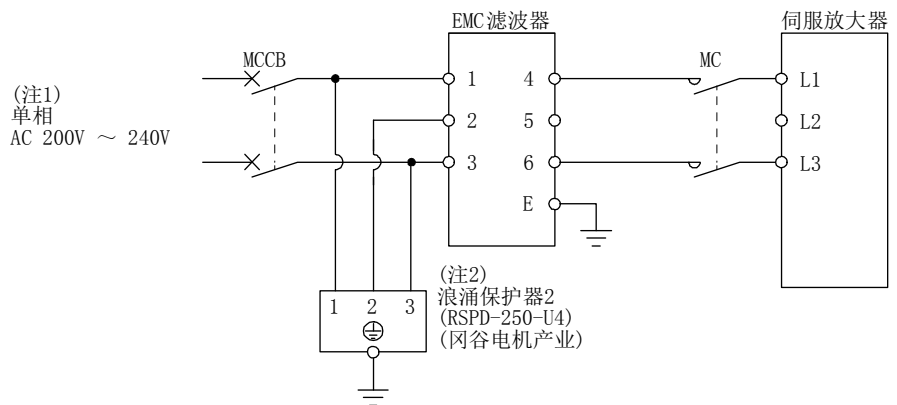 EMC滤波器
伺服放大器
MCCB
MC
1
4
L1
(注1)
单相
AC 200V ～ 240V
2
5
L2
3
6
L3
E
(注2)
浪涌保护器2
(RSPD-250-U4)
(冈谷电机产业)
1 2 3